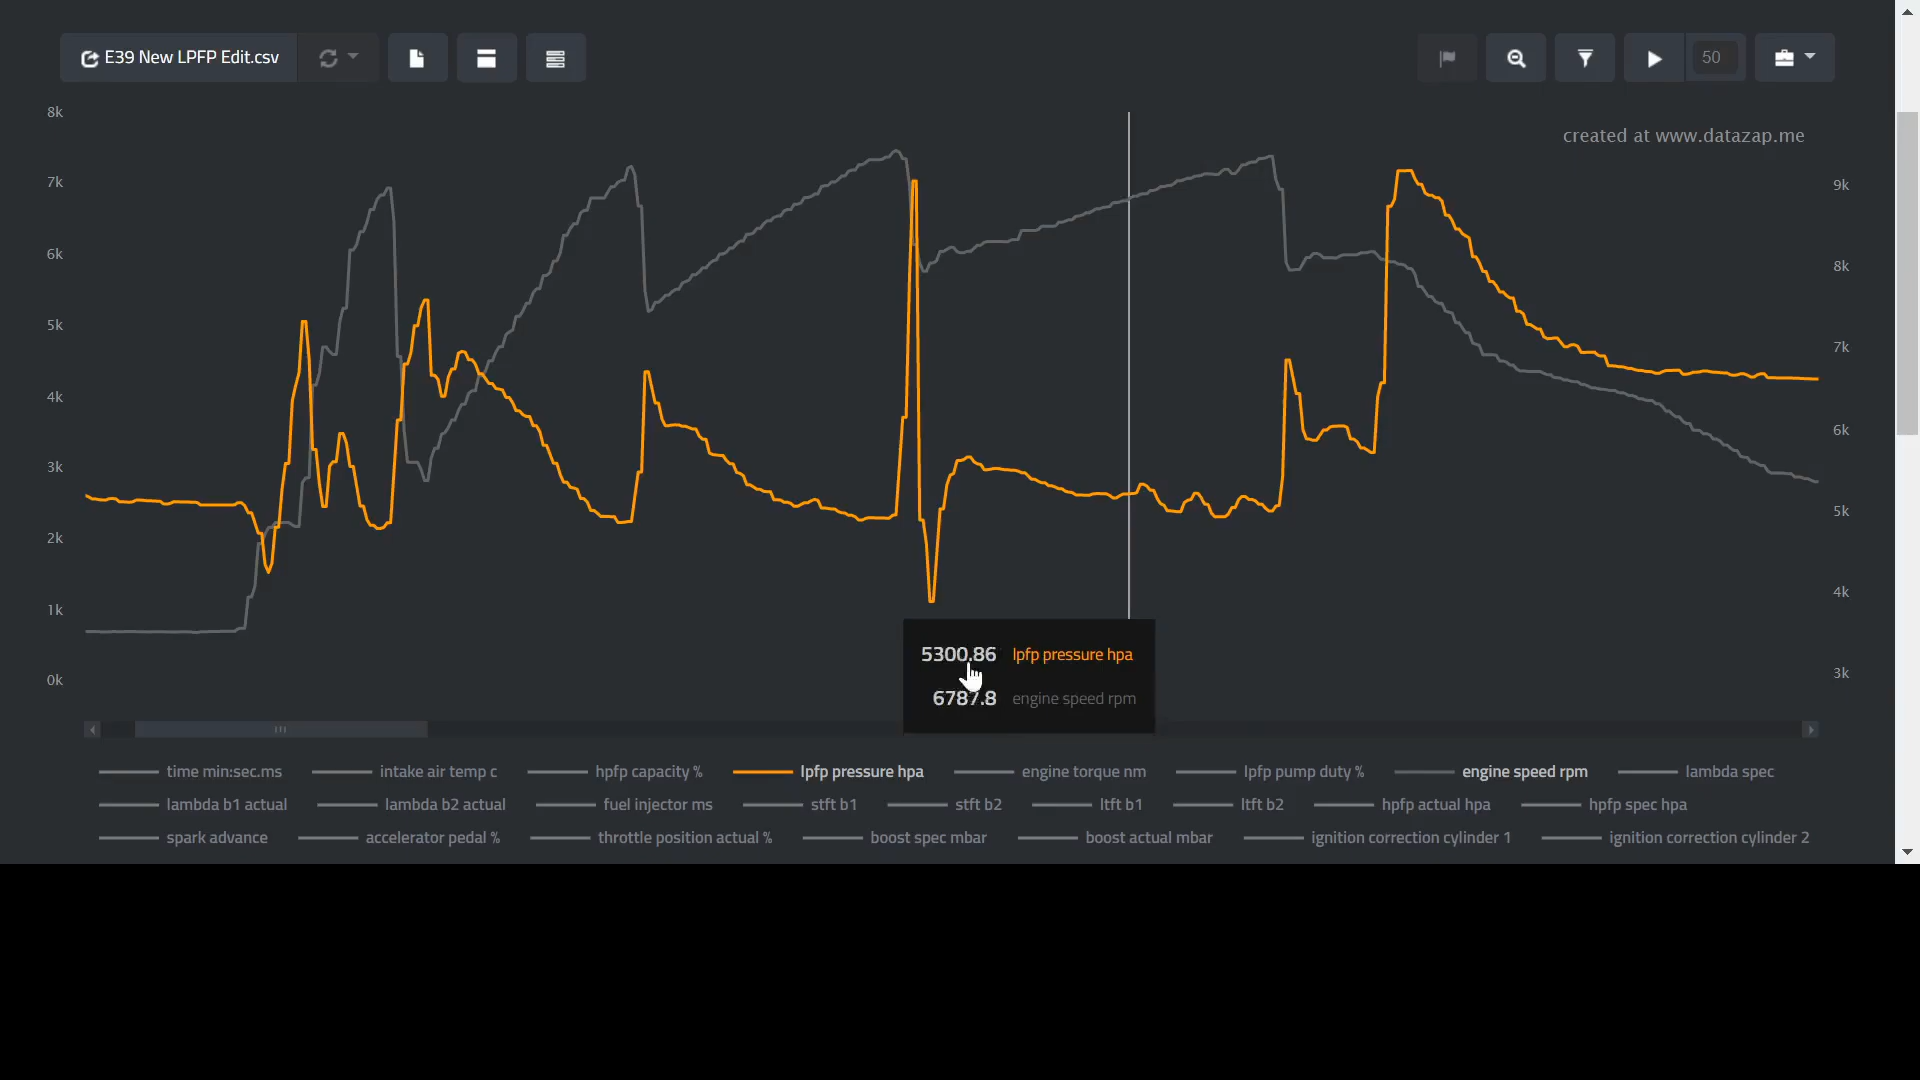 E39 New LPFP Edit.csv
50
8k
7k
6k
5k
4k
3k
2k
1k
0k
created at www.datazap.me
9k
8k
7k
6k
5k
4k
3k
5300.86 lpfp pressure hpa
6787.8 engine speed rpm
time min:sec.ms intake air temp c hpfp capacity % lpfp pressure hpa engine torque nm lpfp pump duty % engine speed rpm lambda spec
lambda b1 actual lambda b2 actual fuel injector ms stft b1 stft b2 ltft b1 ltft b2 hpfp actual hpa hpfp spec hpa
spark advance accelerator pedal % throttle position actual % boost spec mbar boost actual mbar ignition correction cylinder 1 ignition correction cylinder 2